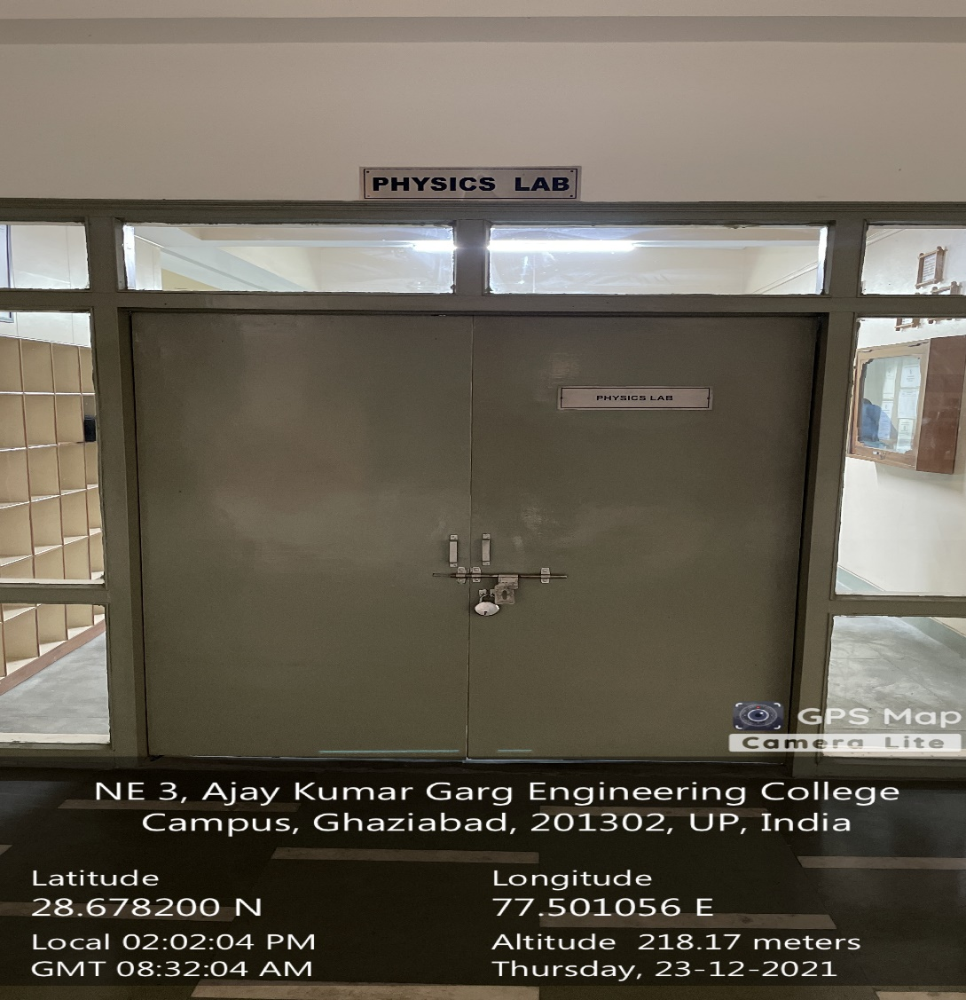 PHYSICS LAB
PHYSICS LAB
GPS Map
Camera Lite
NE 3, Ajay Kumar Garg Engineering College
Campus, Ghaziabad, 201302, UP, India
Latitude
28.678200 N
Longitude
77.501056 E
Local 02:02:04 PM
GMT 08:32:04 AM
Altitude 218.17 meters
Thursday, 23-12-2021